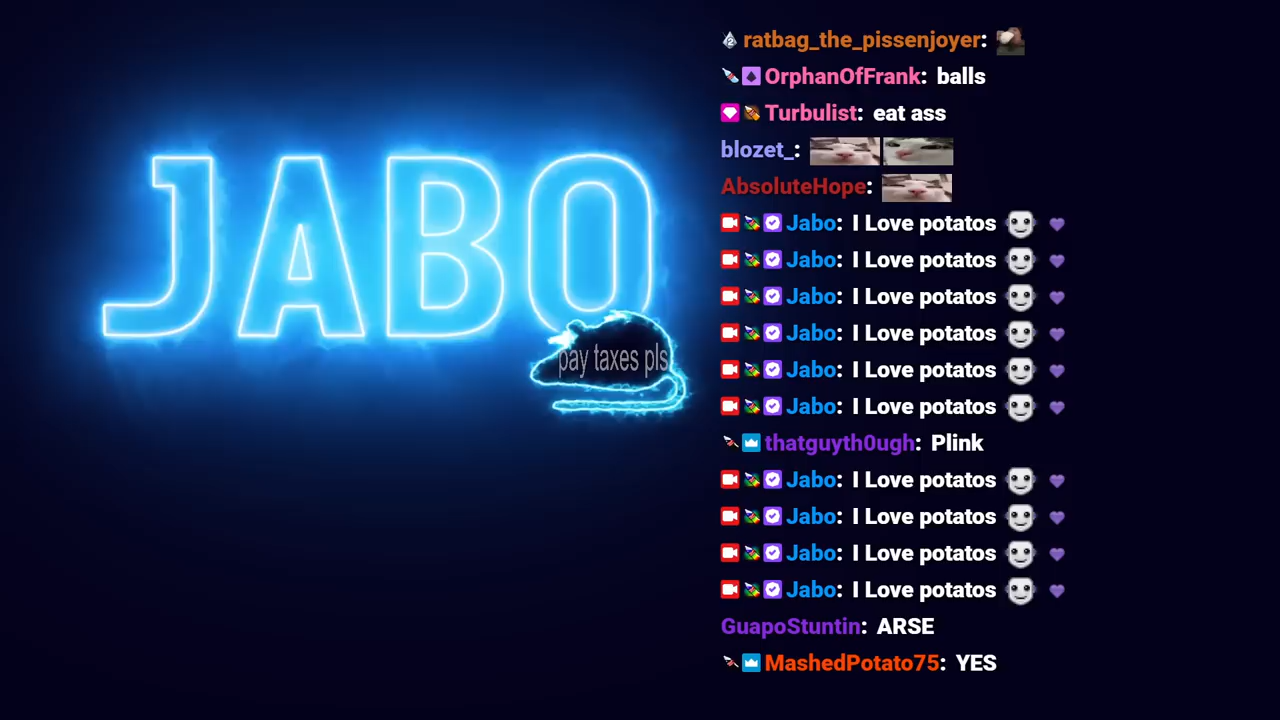 JABO
pay taxes pls
ratbag_the_pissenjoyer:
OrphanOfFrank: balls
Turbulist: eat ass
blozet_:
AbsoluteHope:
Jabo: I Love potatos
Jabo: I Love potatos
Jabo: I Love potatos
Jabo: I Love potatos
Jabo: I Love potatos
Jabo: I Love potatos
thatguyth0ugh: Plink
Jabo: I Love potatos
Jabo: I Love potatos
Jabo: I Love potatos
Jabo: I Love potatos
GuapoStuntin: ARSE
MashedPotato75: YES